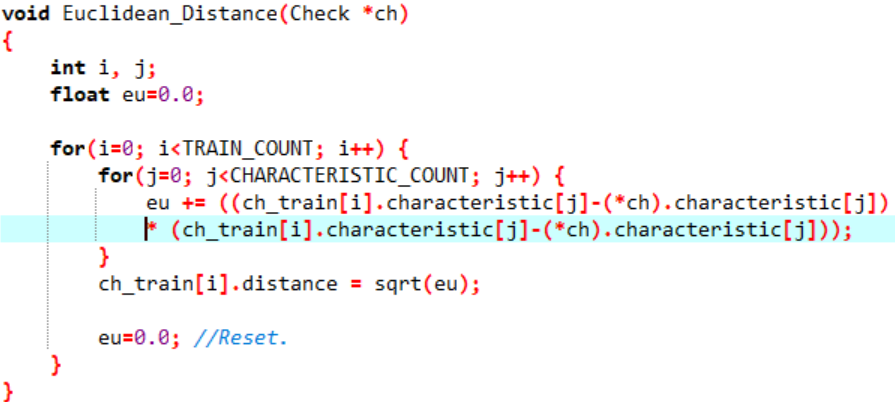 void Euclidean_Distance(Check *ch)
{
    int i, j;
    float eu=0.0;

    for(i=0; i<TRAIN_COUNT; i++) {
        for(j=0; j<CHARACTERISTIC_COUNT; j++) {
            eu += ((ch_train[i].characteristic[j]-(*ch).characteristic[j])
            * (ch_train[i].characteristic[j]-(*ch).characteristic[j]));
        }
        ch_train[i].distance = sqrt(eu);

        eu=0.0; //Reset.
    }
}